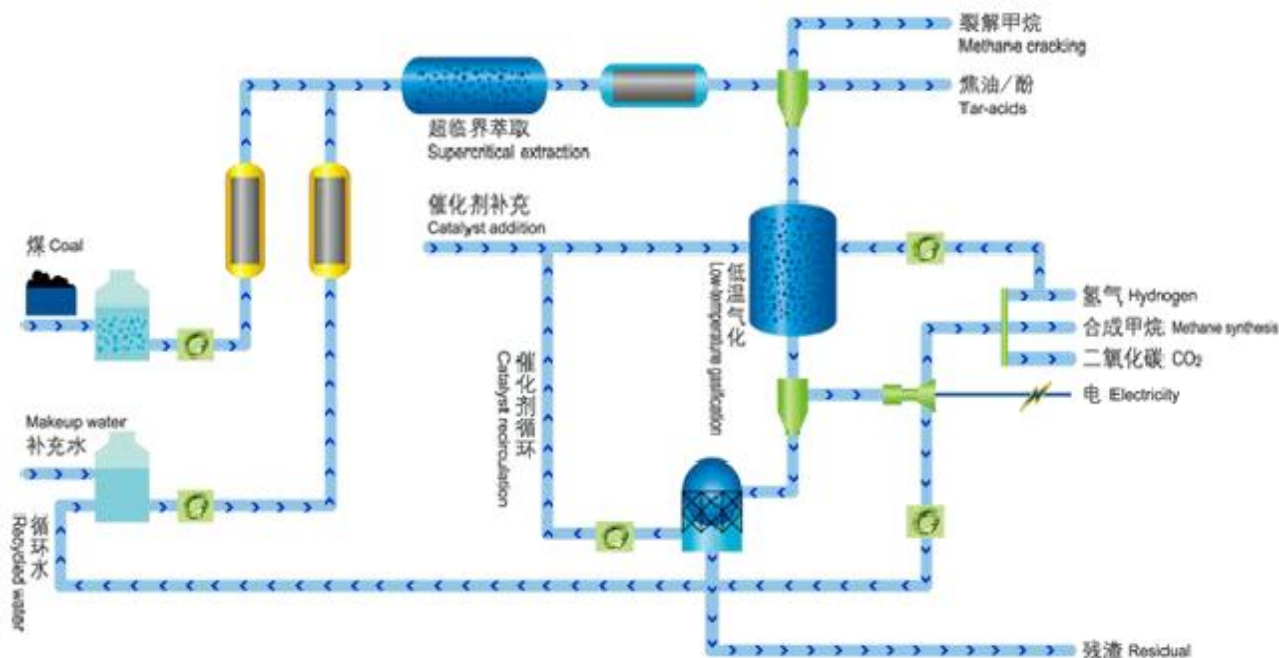 裂解甲烷
Methane cracking
焦油/酚
Tar-acids
超临界萃取
Supercritical extraction
催化剂补充
Catalyst addition
煤 Coal
低温气化
Low-temperature gasification
氢气 Hydrogen
合成甲烷 Methane synthesis
二氧化碳 CO₂
电 Electricity
催化剂循环
Catalyst recirculation
Makeup water
补充水
循环水
Recycled water
残渣 Residual